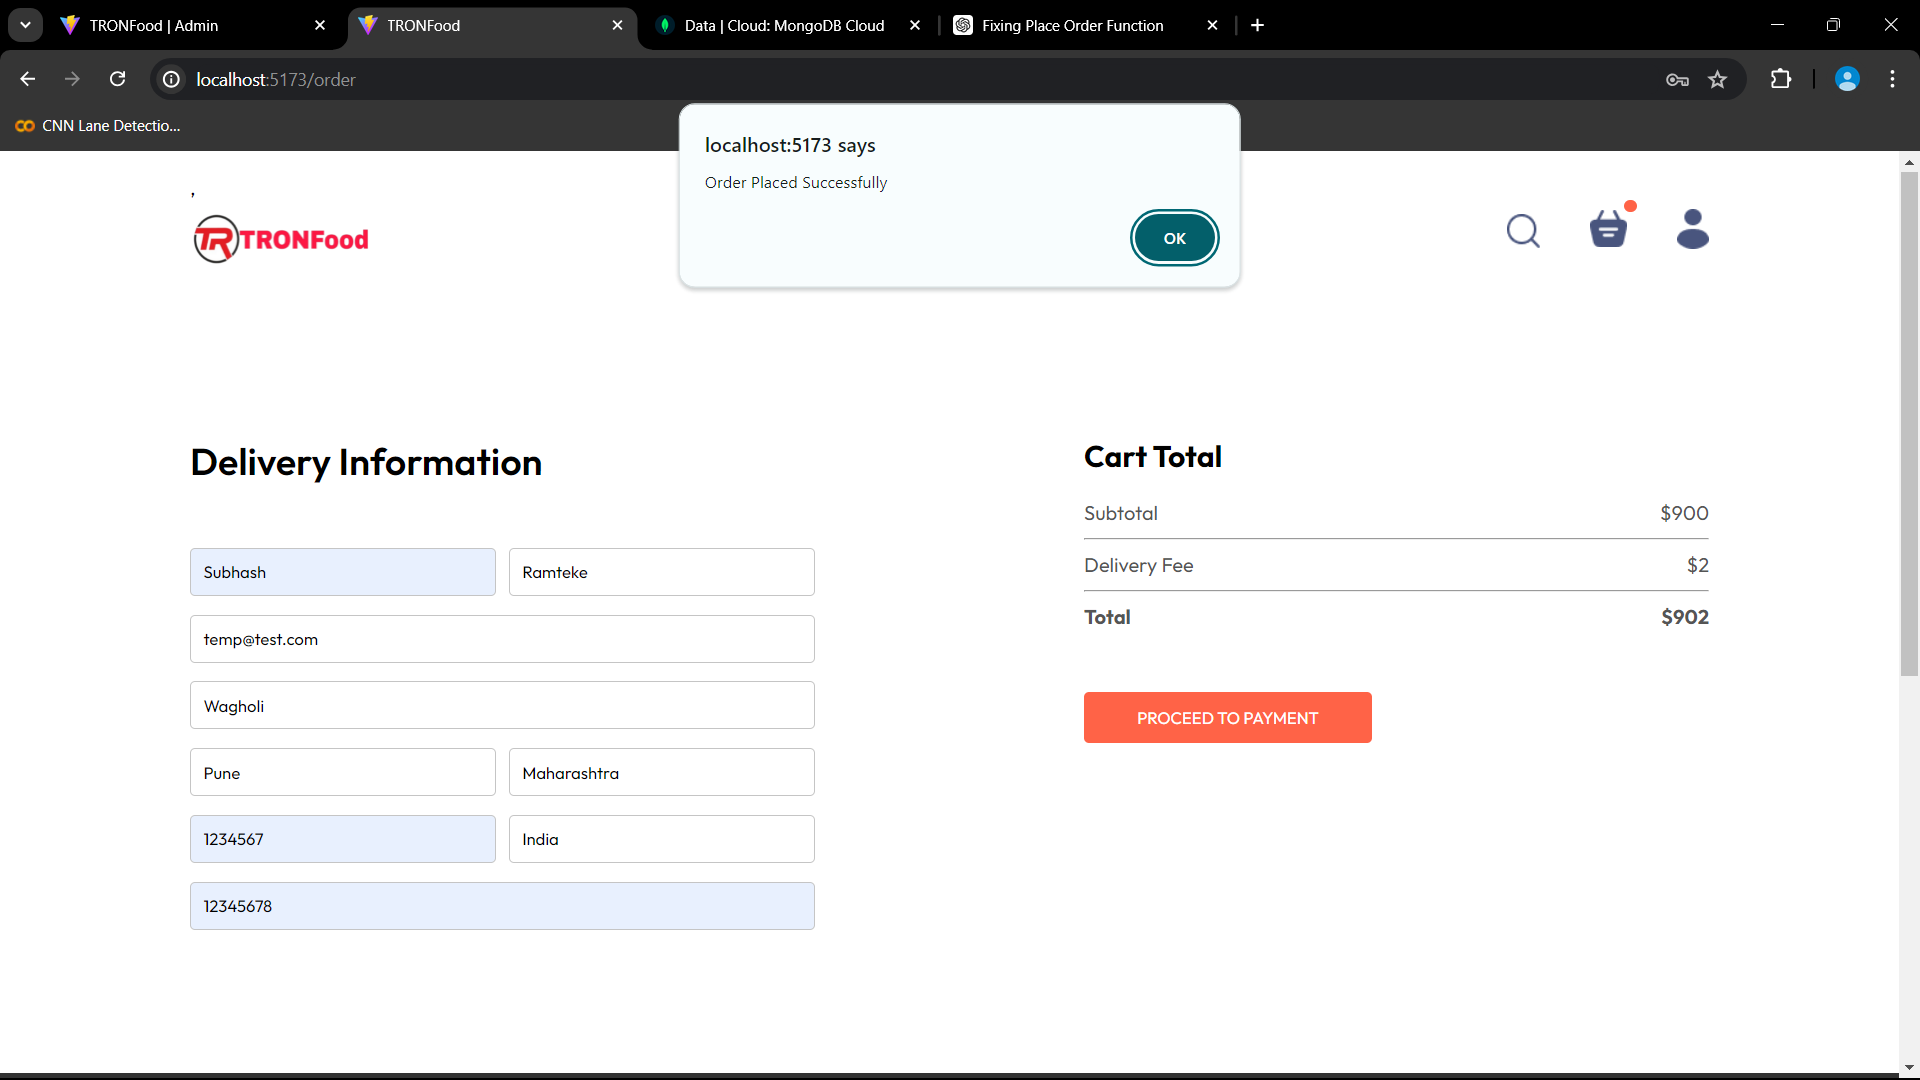 TRONFood | Admin
TRONFood
Data | Cloud: MongoDB Cloud
Fixing Place Order Function
localhost:5173/order
CNN Lane Detectio...
localhost:5173 says
Order Placed Successfully
OK
,
TR TRONFood
Delivery Information
Subhash
Ramteke
temp@test.com
Wagholi
Pune
Maharashtra
1234567
India
12345678
Cart Total
Subtotal $900
Delivery Fee $2
Total $902
PROCEED TO PAYMENT